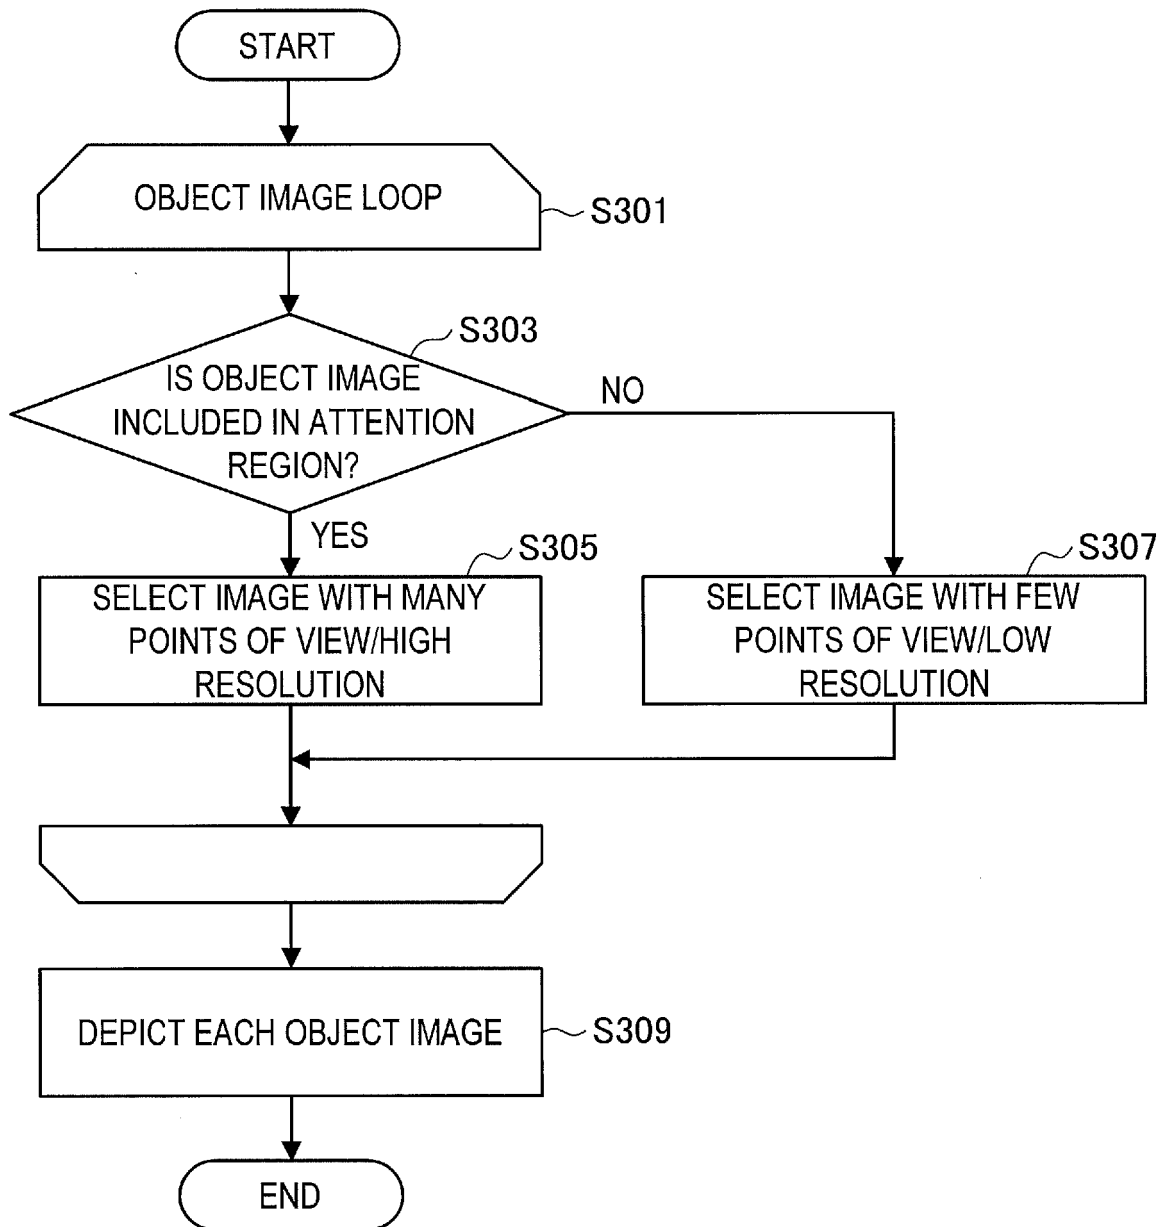 START
OBJECT IMAGE LOOP
S301
S303
IS OBJECT IMAGE
INCLUDED IN ATTENTION
REGION?
NO
YES
S305
SELECT IMAGE WITH MANY
POINTS OF VIEW/HIGH
RESOLUTION
S307
SELECT IMAGE WITH FEW
POINTS OF VIEW/LOW
RESOLUTION
DEPICT EACH OBJECT IMAGE
S309
END